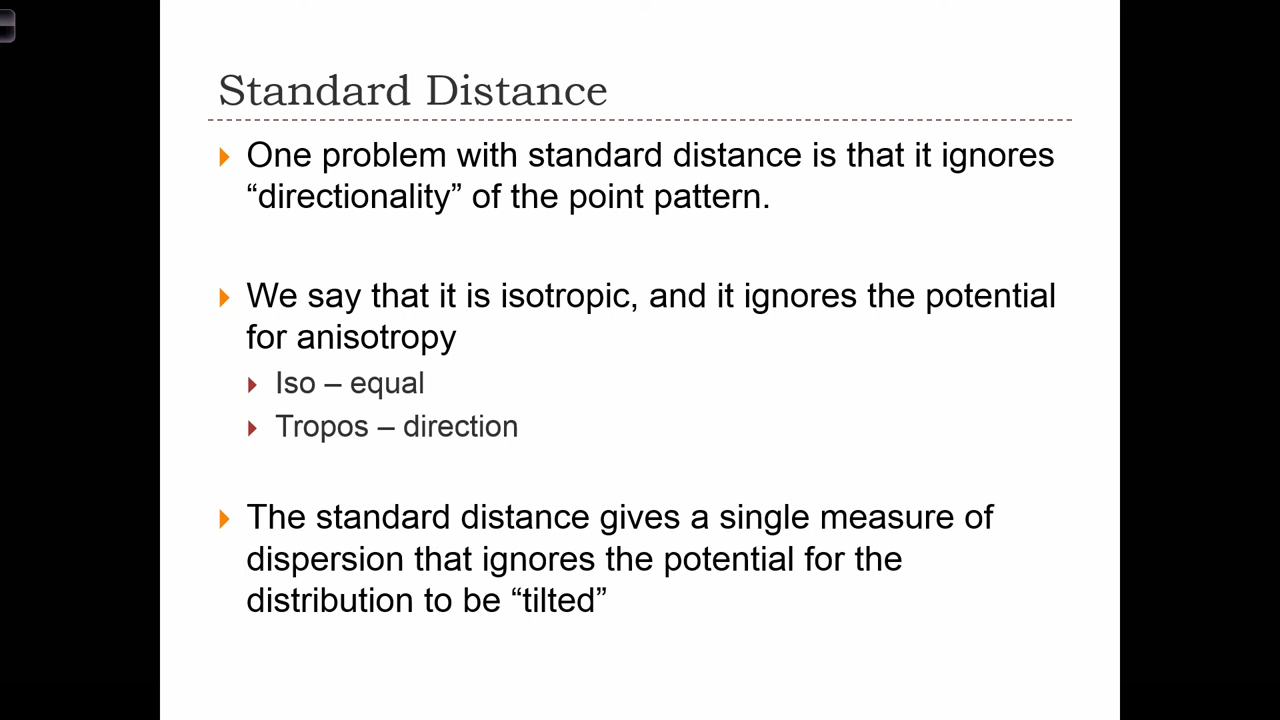 Standard Distance
One problem with standard distance is that it ignores
“directionality” of the point pattern.
We say that it is isotropic, and it ignores the potential
for anisotropy
Iso – equal
Tropos – direction
The standard distance gives a single measure of
dispersion that ignores the potential for the
distribution to be “tilted”